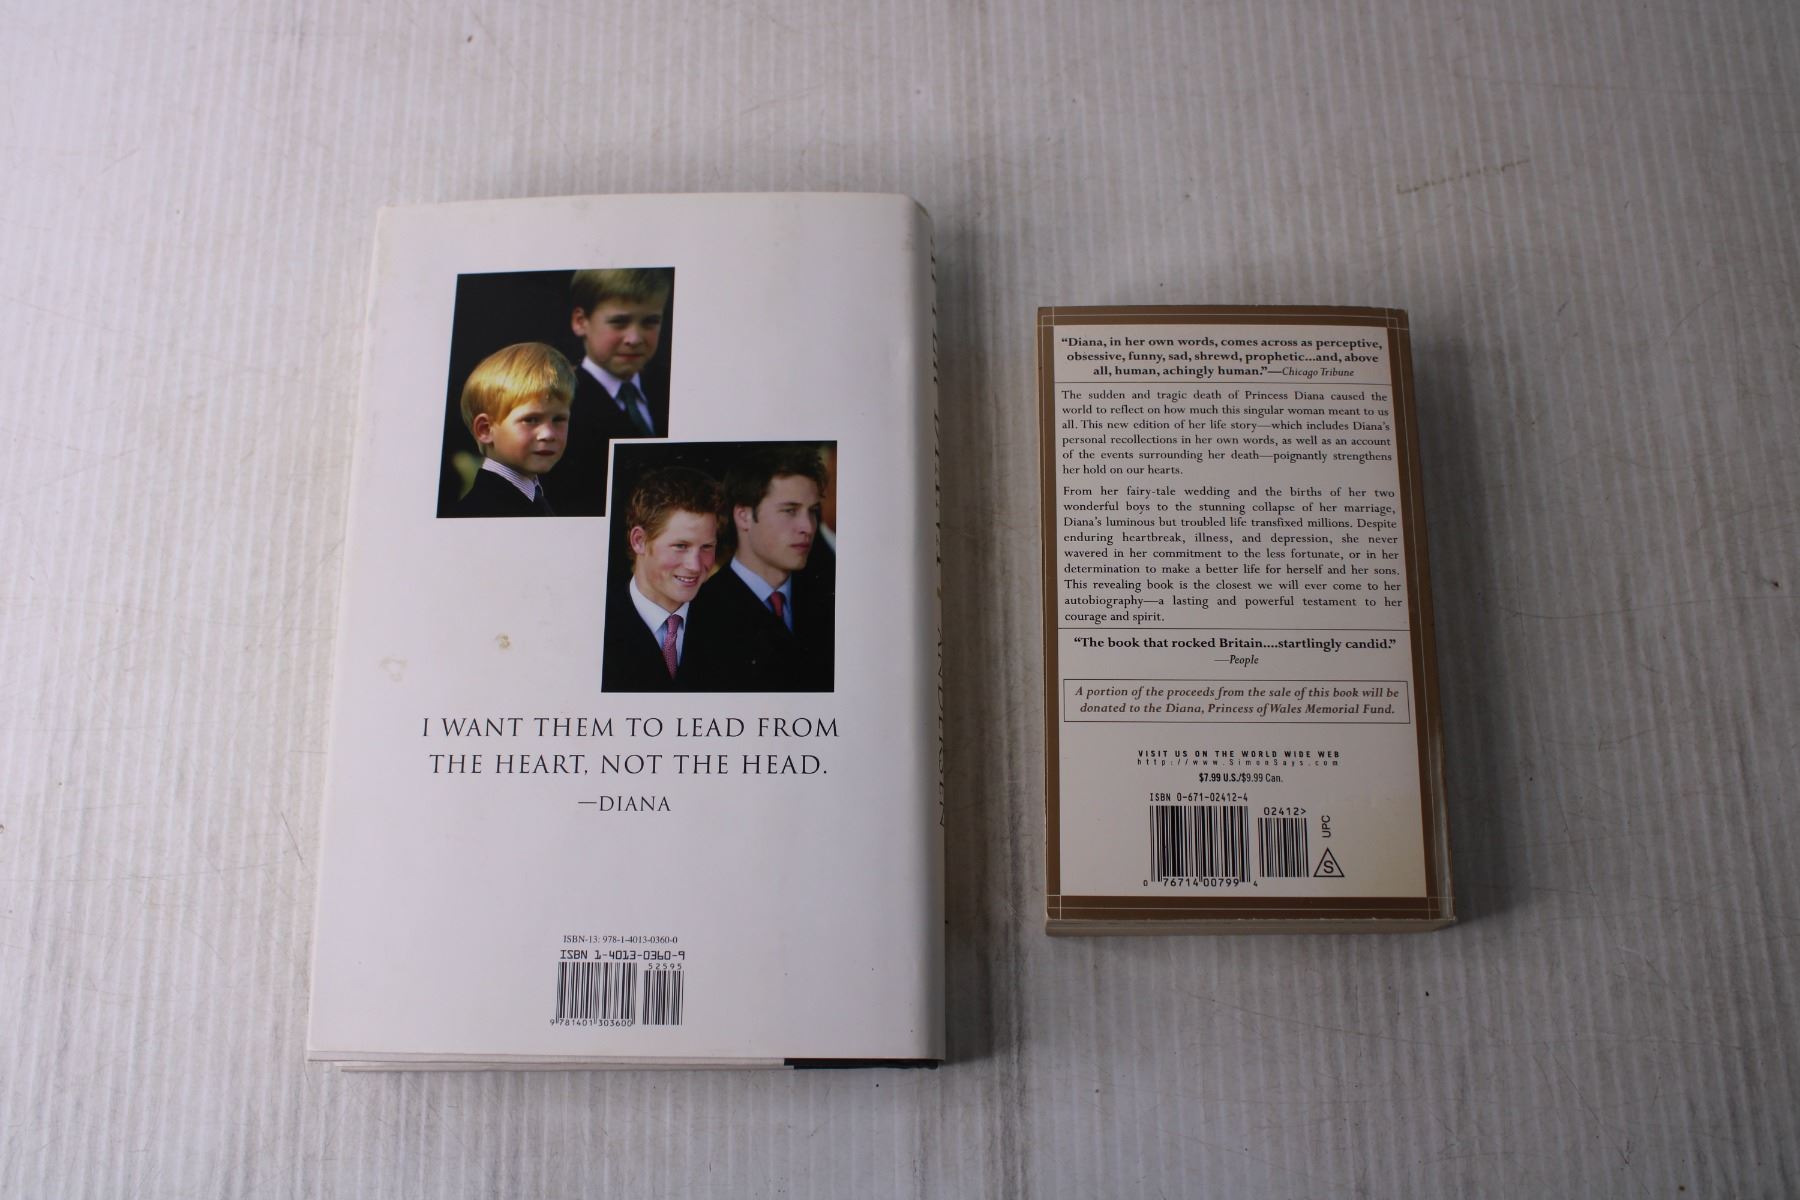 I WANT THEM TO LEAD FROM
THE HEART, NOT THE HEAD.
—DIANA
ISBN-13: 978-1-4013-0360-0
ISBN 1-4013-0360-9
52595
9 781401 303600
ANDERSEN
“Diana, in her own words, comes across as perceptive,
obsessive, funny, sad, shrewd, prophetic...and, above
all, human, achingly human.”—Chicago Tribune
The sudden and tragic death of Princess Diana caused the
world to reflect on how much this singular woman meant to us
all. This new edition of her life story—which includes Diana's
personal recollections in her own words, as well as an account
of the events surrounding her death—poignantly strengthens
her hold on our hearts.
From her fairy-tale wedding and the births of her two
wonderful boys to the stunning collapse of her marriage,
Diana's luminous but troubled life transfixed millions. Despite
enduring heartbreak, illness, and depression, she never
wavered in her commitment to the less fortunate, or in her
determination to make a better life for herself and her sons.
This revealing book is the closest we will ever come to her
autobiography—a lasting and powerful testament to her
courage and spirit.
“The book that rocked Britain....startlingly candid.”
—People
A portion of the proceeds from the sale of this book will be
donated to the Diana, Princess of Wales Memorial Fund.
VISIT US ON THE WORLD WIDE WEB
http://www.SimonSays.com
$7.99 U.S./$9.99 Can.
ISBN 0-671-02412-4
02412>
UPC
S
0 76714 00799 4